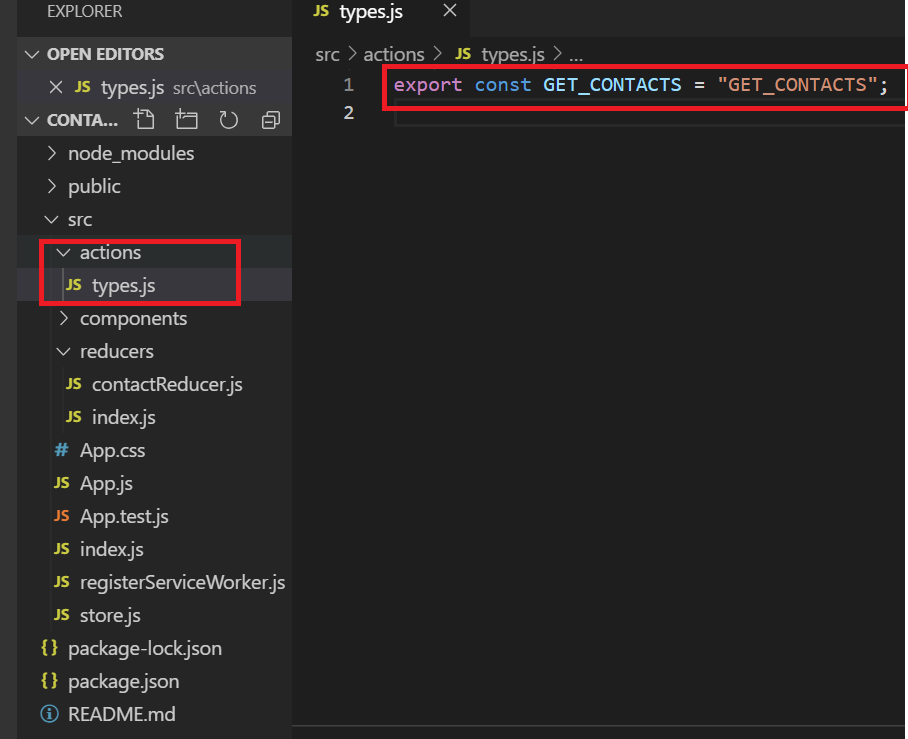 EXPLORER
OPEN EDITORS
JS types.js src\actions
CONTA...
node_modules
public
src
actions
JS types.js
components
reducers
JS contactReducer.js
JS index.js
# App.css
JS App.js
JS App.test.js
JS index.js
JS registerServiceWorker.js
JS store.js
{} package-lock.json
{} package.json
README.md
JS types.js
src > actions > JS types.js > ...
1 export const GET_CONTACTS = "GET_CONTACTS";
2